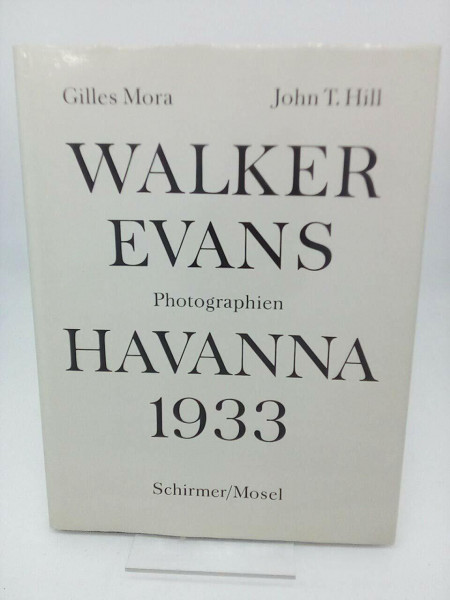 Gilles Mora John T. Hill
WALKER
EVANS
Photographien
HAVANNA
1933
Schirmer/Mosel